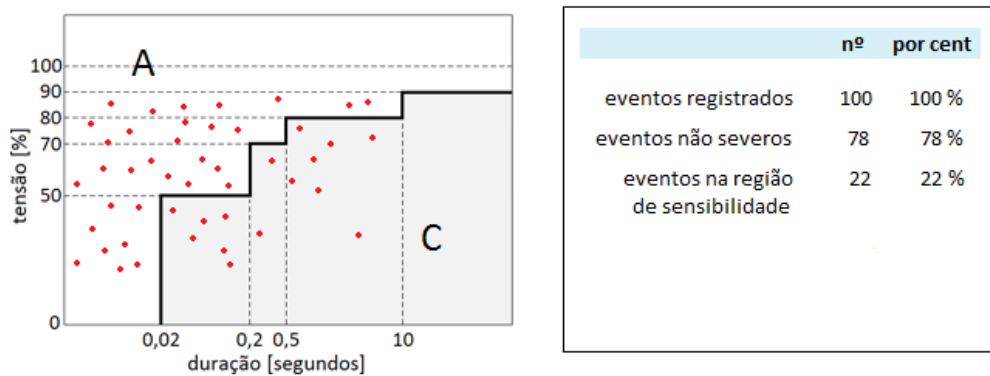 A
100
90
80
70
50
0
tensão [%]
C
0,02 0,2 0,5 10
duração [segundos]
nº por cent
eventos registrados 100 100 %
eventos não severos 78 78 %
eventos na região 22 22 %
de sensibilidade